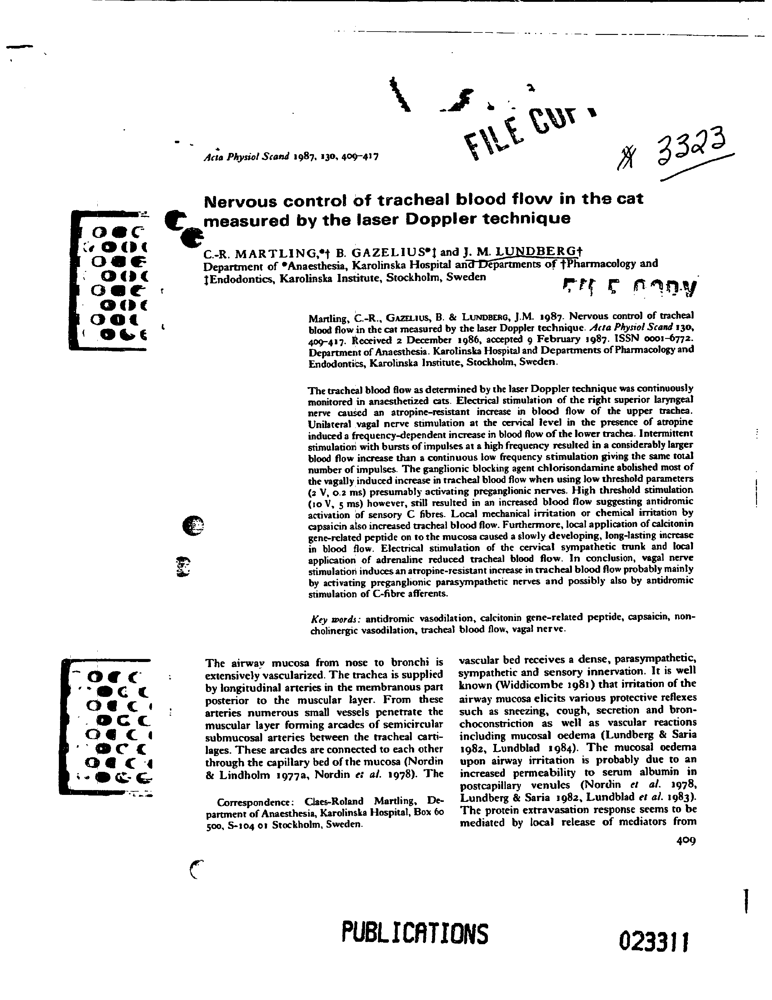 FILE COPY
* 3323
Acta Physiol Scand 1987, 130, 409–417
Nervous control of tracheal blood flow in the cat
measured by the laser Doppler technique
C.-R. MARTLING,*† B. GAZELIUS*‡ and J. M. LUNDBERG†
Department of *Anaesthesia, Karolinska Hospital and Departments of †Pharmacology and
‡Endodontics, Karolinska Institute, Stockholm, Sweden
FILE COPY
Martling, C.-R., Gazelius, B. & Lundberg, J.M. 1987. Nervous control of tracheal
blood flow in the cat measured by the laser Doppler technique. Acta Physiol Scand 130,
409–417. Received 2 December 1986, accepted 9 February 1987. ISSN 0001–6772.
Department of Anaesthesia. Karolinska Hospital and Departments of Pharmacology and
Endodontics, Karolinska Institute, Stockholm, Sweden.
The tracheal blood flow as determined by the laser Doppler technique was continuously
monitored in anaesthetized cats. Electrical stimulation of the right superior laryngeal
nerve caused an atropine-resistant increase in blood flow of the upper trachea.
Unilateral vagal nerve stimulation at the cervical level in the presence of atropine
induced a frequency-dependent increase in blood flow of the lower trachea. Intermittent
stimulation with bursts of impulses at a high frequency resulted in a considerably larger
blood flow increase than a continuous low frequency stimulation giving the same total
number of impulses. The ganglionic blocking agent chlorisondamine abolished most of
the vagally induced increase in tracheal blood flow when using low threshold parameters
(2 V, 0.2 ms) presumably activating preganglionic nerves. High threshold stimulation
(10 V, 5 ms) however, still resulted in an increased blood flow suggesting antidromic
activation of sensory C fibres. Local mechanical irritation or chemical irritation by
capsaicin also increased tracheal blood flow. Furthermore, local application of calcitonin
gene-related peptide on to the mucosa caused a slowly developing, long-lasting increase
in blood flow. Electrical stimulation of the cervical sympathetic trunk and local
application of adrenaline reduced tracheal blood flow. In conclusion, vagal nerve
stimulation induces an atropine-resistant increase in tracheal blood flow probably mainly
by activating preganglionic parasympathetic nerves and possibly also by antidromic
stimulation of C-fibre afferents.
Key words: antidromic vasodilation, calcitonin gene-related peptide, capsaicin, non-
cholinergic vasodilation, tracheal blood flow, vagal nerve.
The airway mucosa from nose to bronchi is
extensively vascularized. The trachea is supplied
by longitudinal arteries in the membranous part
posterior to the muscular layer. From these
arteries numerous small vessels penetrate the
muscular layer forming arcades of semicircular
submucosal arteries between the tracheal carti-
lages. These arcades are connected to each other
through the capillary bed of the mucosa (Nordin
& Lindholm 1977a, Nordin et al. 1978). The
Correspondence: Claes-Roland Martling, De-
partment of Anaesthesia, Karolinska Hospital, Box 60
500, S-104 01 Stockholm, Sweden.
vascular bed receives a dense, parasympathetic,
sympathetic and sensory innervation. It is well
known (Widdicombe 1981) that irritation of the
airway mucosa elicits various protective reflexes
such as sneezing, cough, secretion and bron-
choconstriction as well as vascular reactions
including mucosal oedema (Lundberg & Saria
1982, Lundblad 1984). The mucosal oedema
upon airway irritation is probably due to an
increased permeability to serum albumin in
postcapillary venules (Nordin et al. 1978,
Lundberg & Saria 1982, Lundblad et al. 1983).
The protein extravasation response seems to be
mediated by local release of mediators from
409
PUBLICATIONS
023311